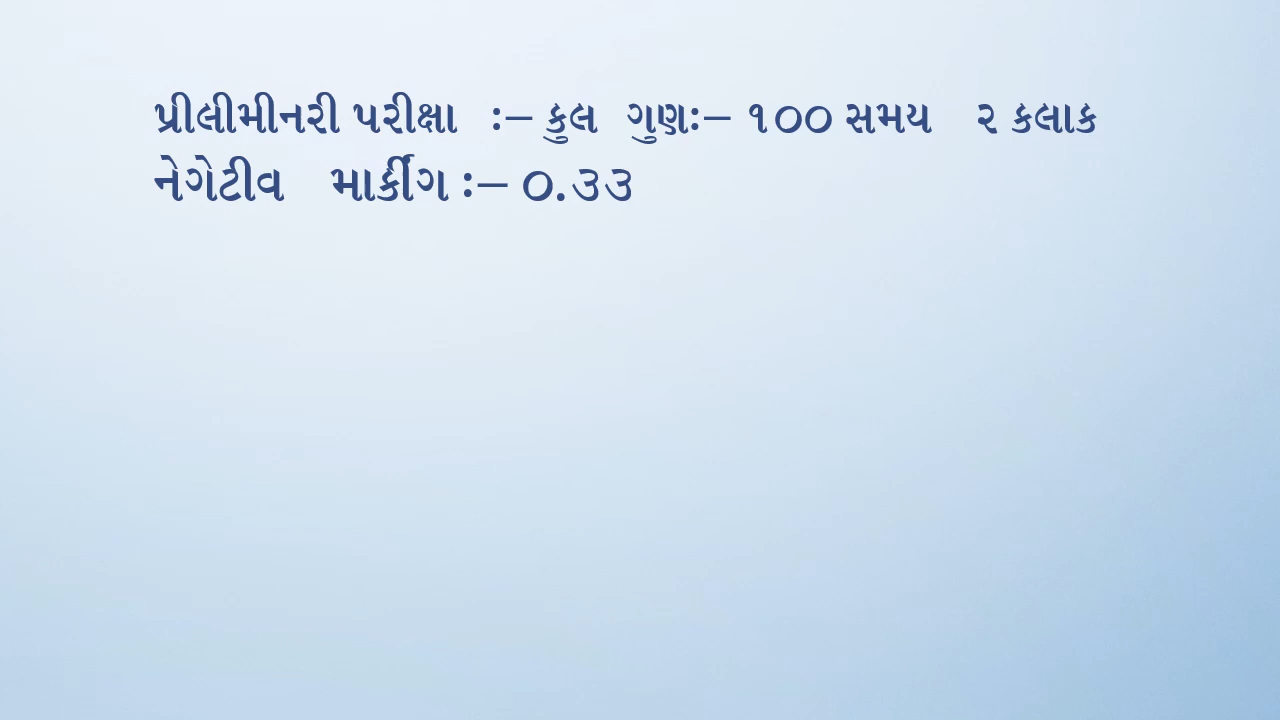 પ્રીલીમીનરી પરીક્ષા :– કુલ ગુણ:– ૧૦૦ સમય ૨ કલાક
નેગેટીવ માર્કીંગ :– ૦.૩૩